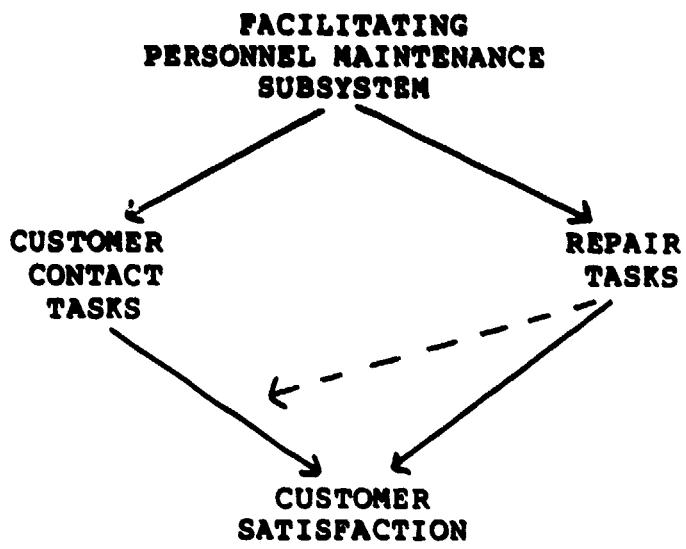 FACILITATING
PERSONNEL MAINTENANCE
SUBSYSTEM
CUSTOMER
CONTACT
TASKS
REPAIR
TASKS
CUSTOMER
SATISFACTION